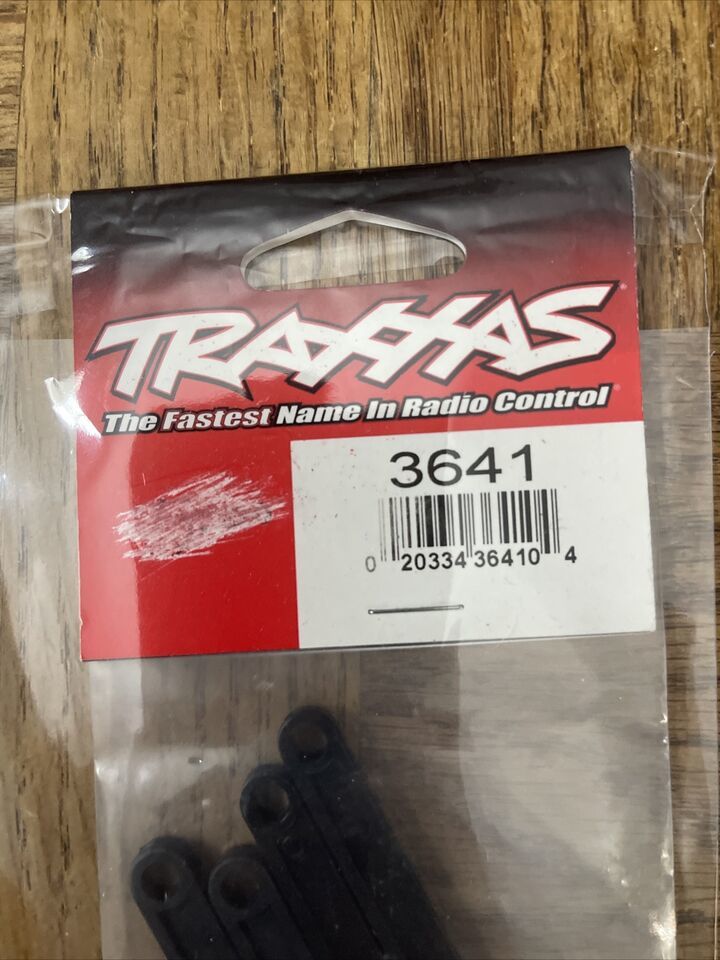 TRAXXAS
The Fastest Name In Radio Control
3641
0 20334 36410 4